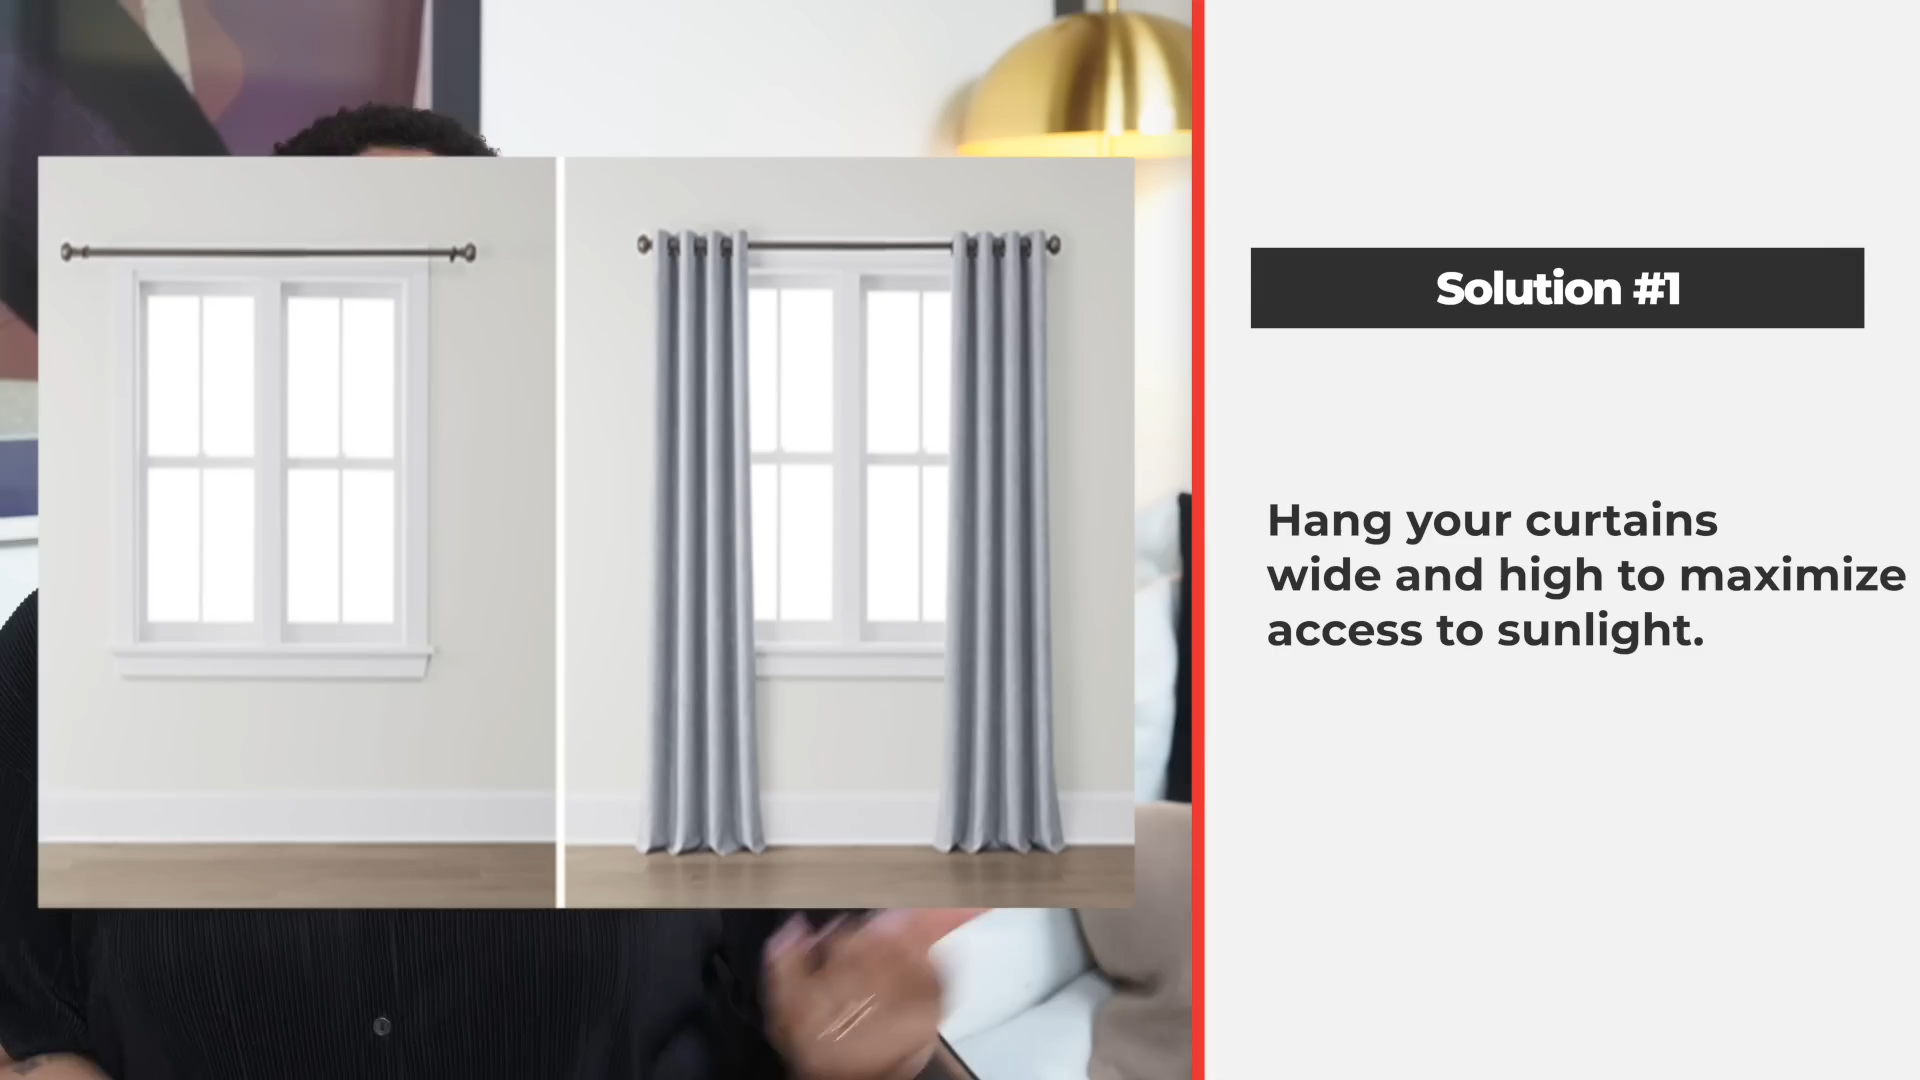 Solution #1
Hang your curtains
wide and high to maximize
access to sunlight.